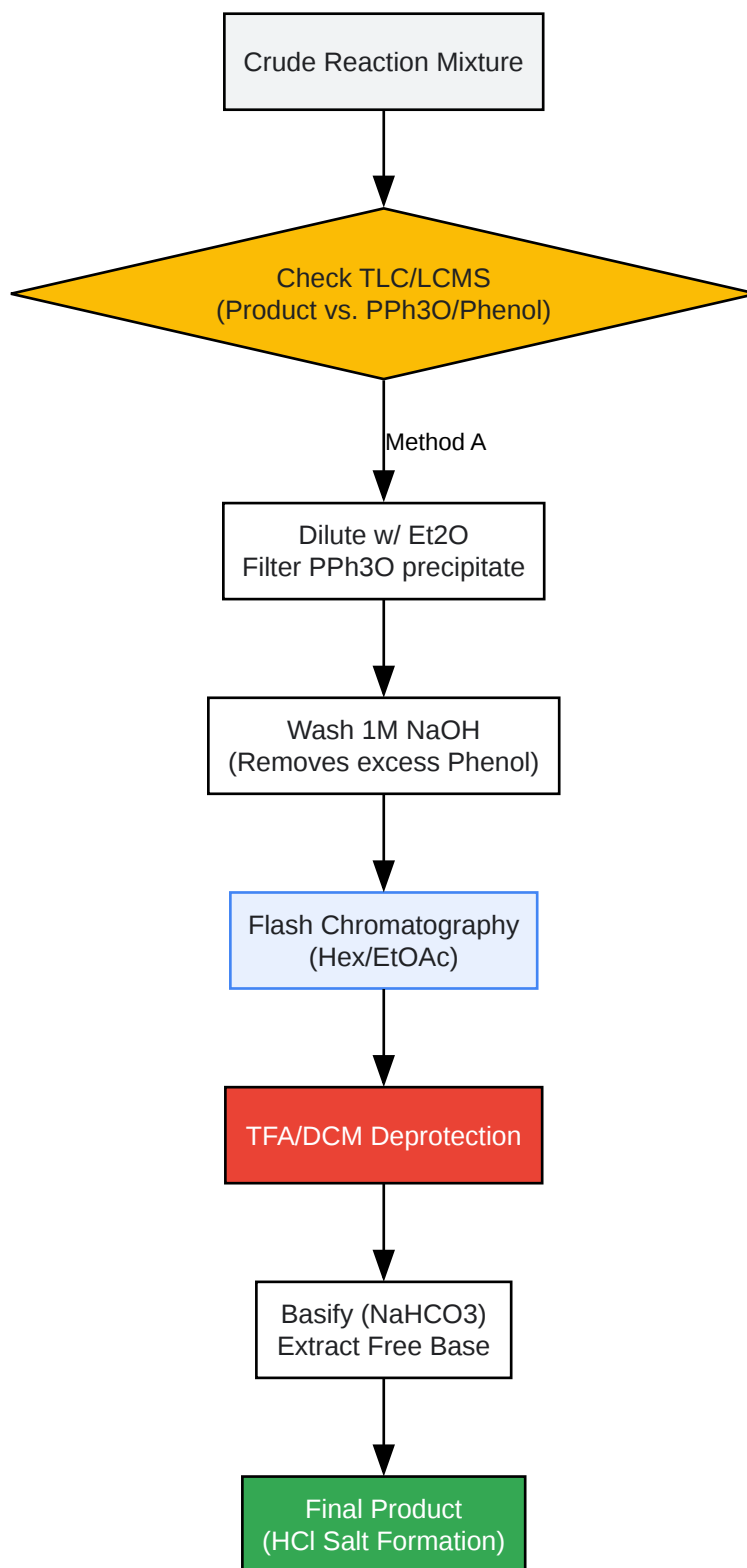 Crude Reaction Mixture
Check TLC/LCMS
(Product vs. PPh3O/Phenol)
Method A
Dilute w/ Et2O
Filter PPh3O precipitate
Wash 1M NaOH
(Removes excess Phenol)
Flash Chromatography
(Hex/EtOAc)
TFA/DCM Deprotection
Basify (NaHCO3)
Extract Free Base
Final Product
(HCl Salt Formation)